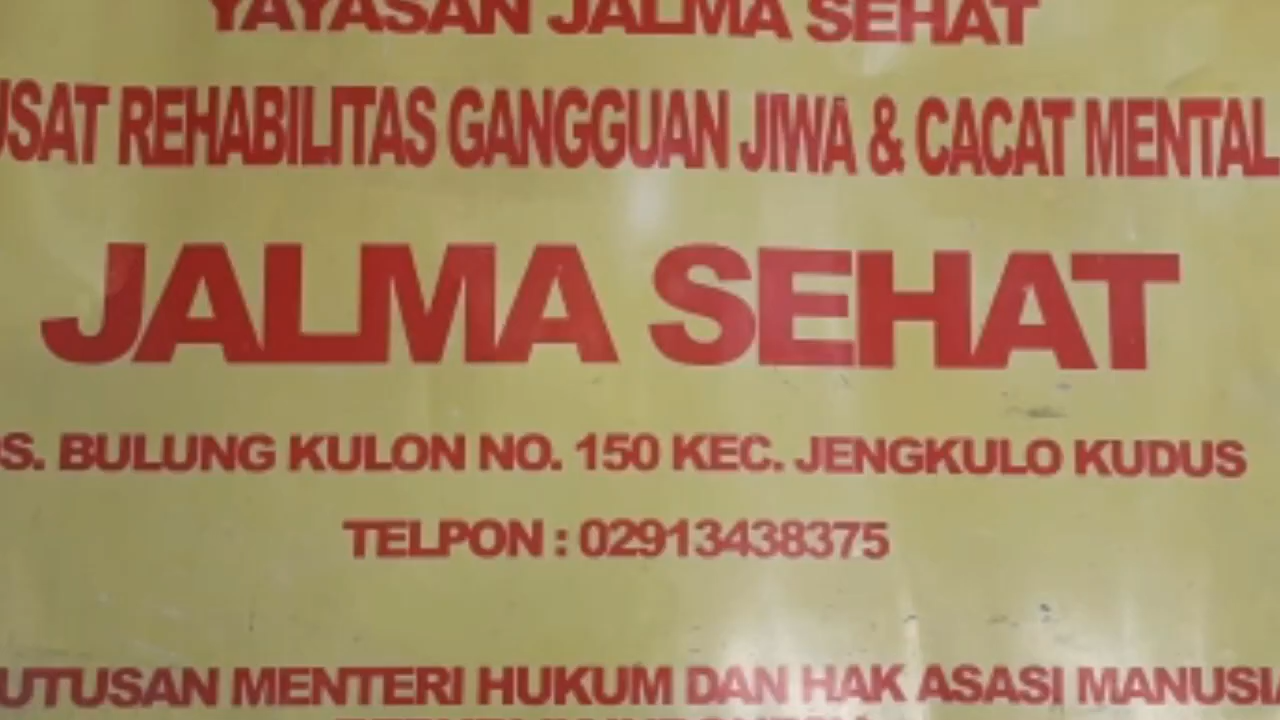 YAYASAN JALMA SEHAT
USAT REHABILITAS GANGGUAN JIWA & CACAT MENTAL
JALMA SEHAT
DS. BULUNG KULON NO. 150 KEC. JENGKULO KUDUS
TELPON : 02913438375
UTUSAN MENTERI HUKUM DAN HAK ASASI MANUSIA